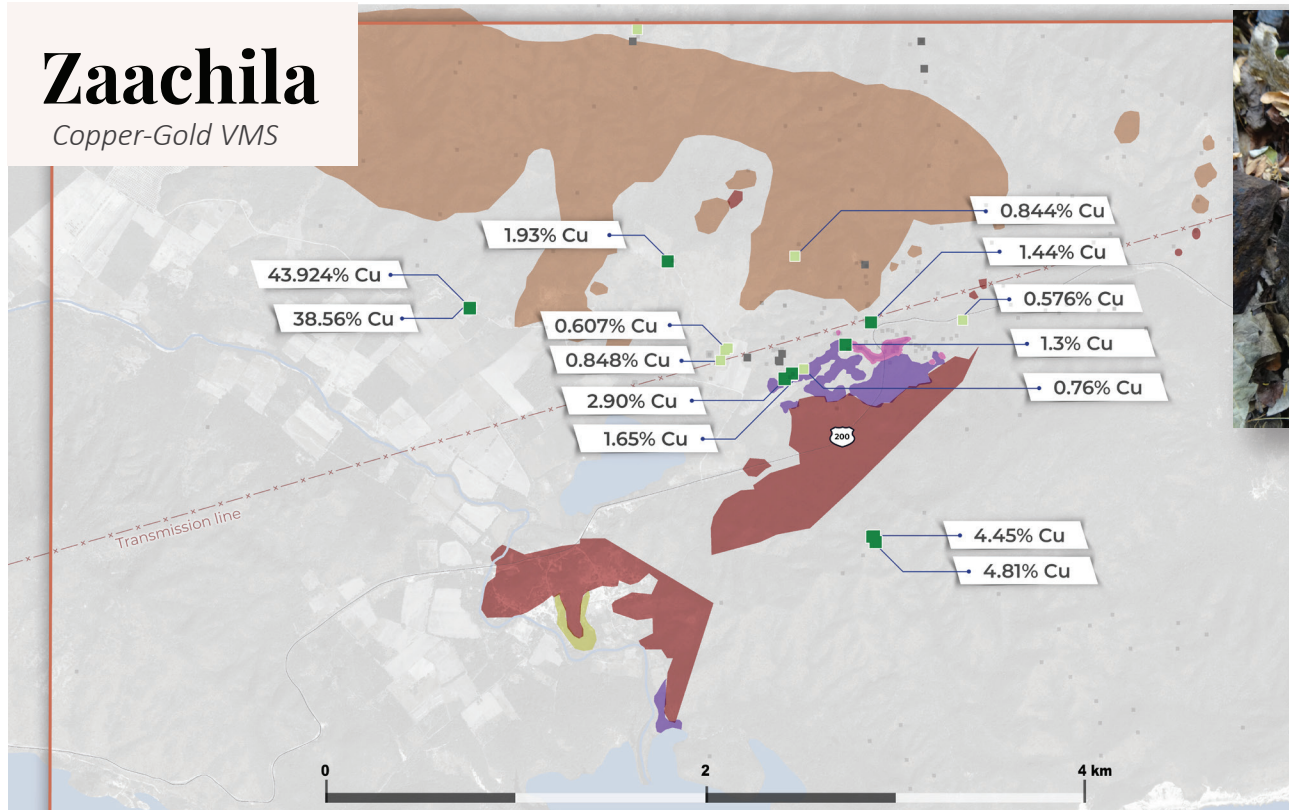 Zaachila
Copper-Gold VMS
0.844% Cu
1.93% Cu
1.44% Cu
43.924% Cu
0.576% Cu
38.56% Cu
0.607% Cu
1.3% Cu
0.848% Cu
0.76% Cu
2.90% Cu
1.65% Cu
200
Transmission line
4.45% Cu
4.81% Cu
0 2 4 km